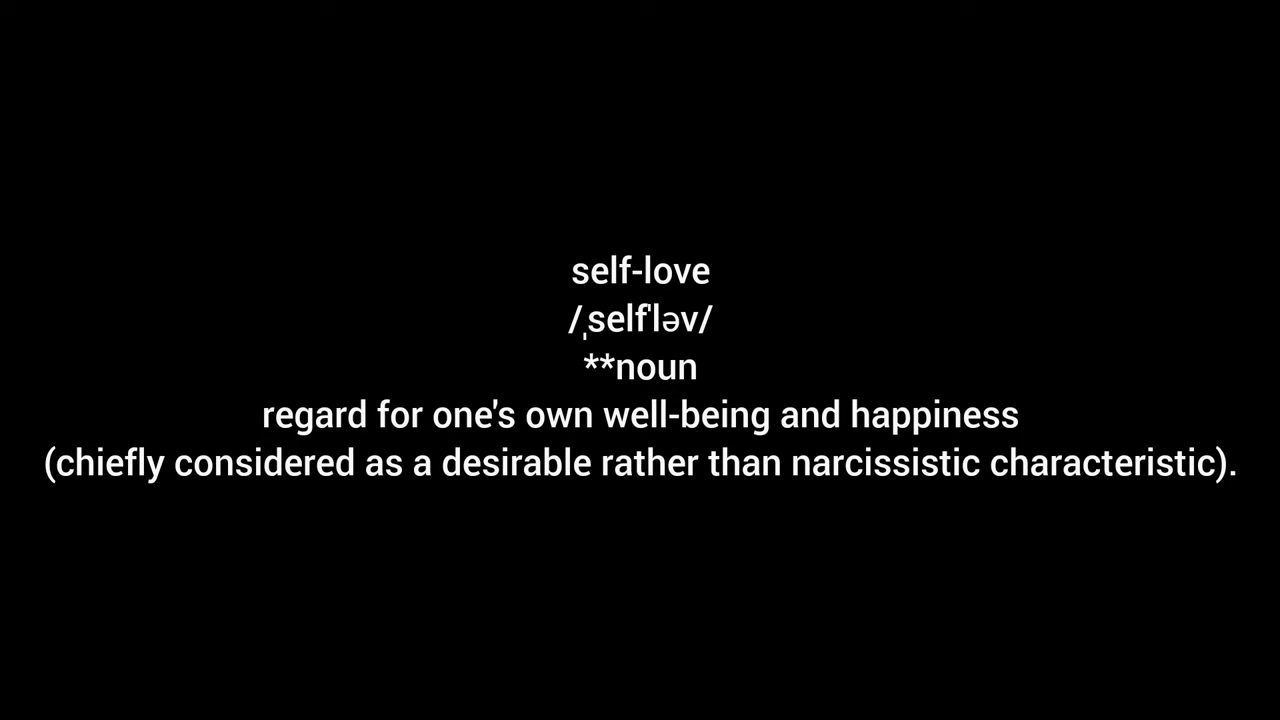 self-love
/ˌselfˈləv/
**noun
regard for one's own well-being and happiness
(chiefly considered as a desirable rather than narcissistic characteristic).